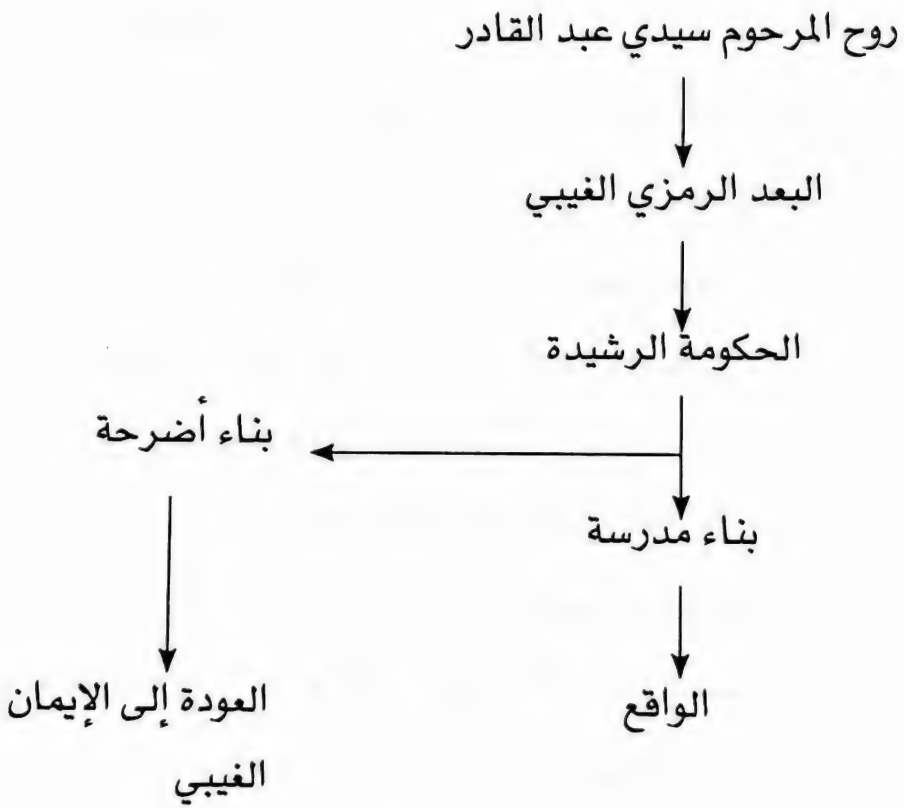 روح المرحوم سيدي عبد القادر
البعد الرمزي الغيبي
الحكومة الرشيدة
بناء أضرحة
بناء مدرسة
الواقع
العودة إلى الإيمان
الغيبي